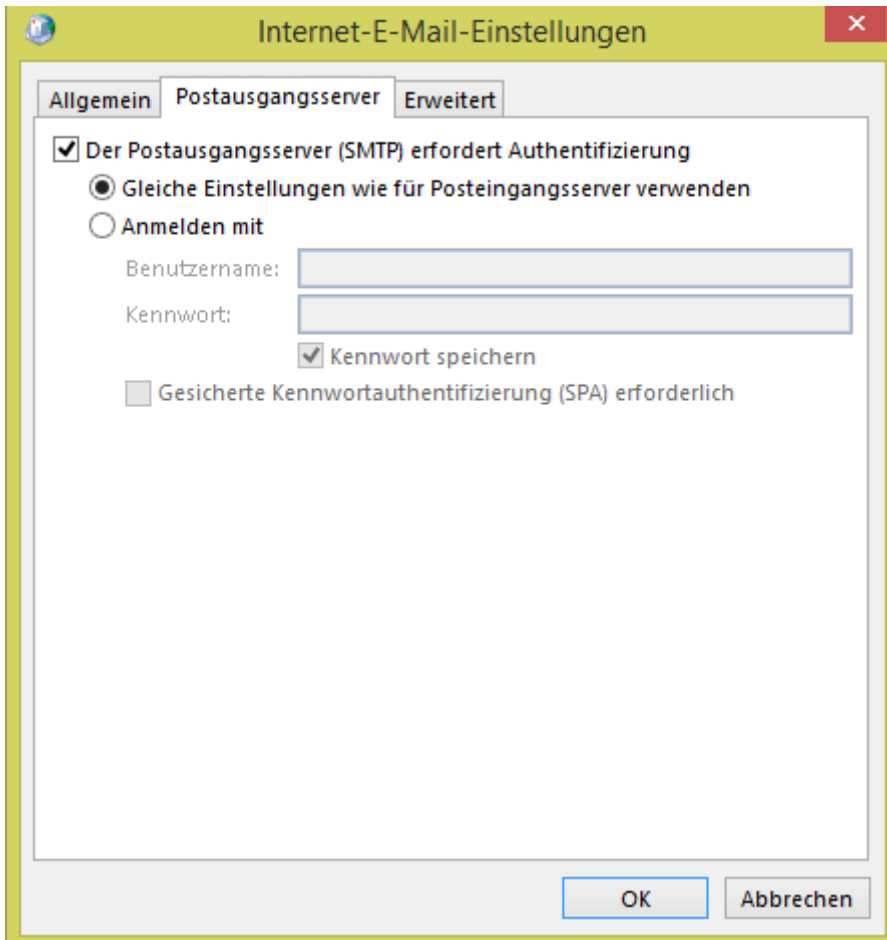 Internet-E-Mail-Einstellungen
Allgemein Postausgangsserver Erweitert
Der Postausgangsserver (SMTP) erfordert Authentifizierung
Gleiche Einstellungen wie für Posteingangsserver verwenden
Anmelden mit
Benutzername:
Kennwort:
Kennwort speichern
Gesicherte Kennwortauthentifizierung (SPA) erforderlich
OK Abbrechen